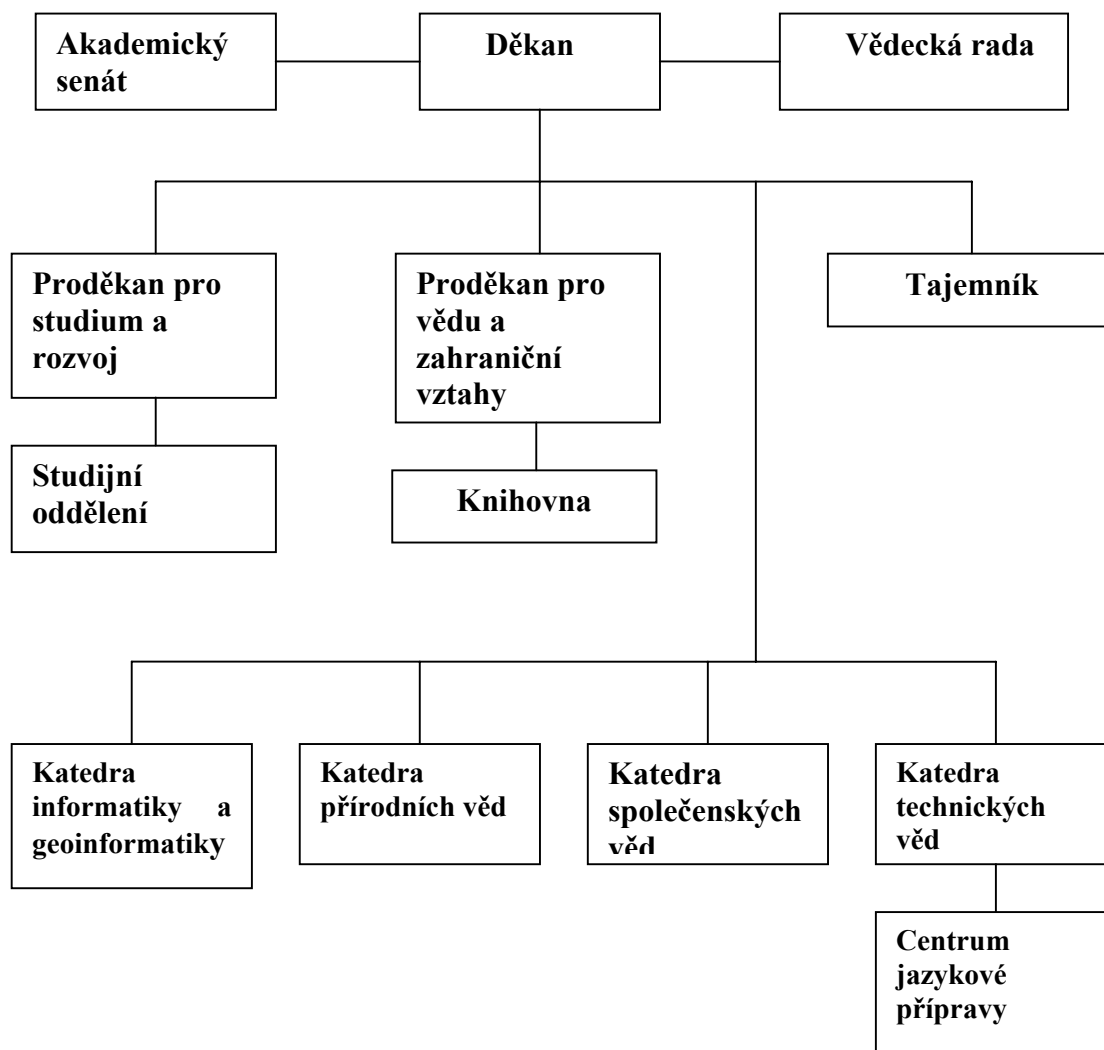 Akademický
senát
Děkan
Vědecká rada
Proděkan pro
studium a
rozvoj
Proděkan pro
vědu a
zahraniční
vztahy
Tajemník
Studijní
oddělení
Knihovna
Katedra
informatiky a
geoinformatiky
Katedra
přírodních věd
Katedra
společenských
věd
Katedra
technických
věd
Centrum
jazykové
přípravy